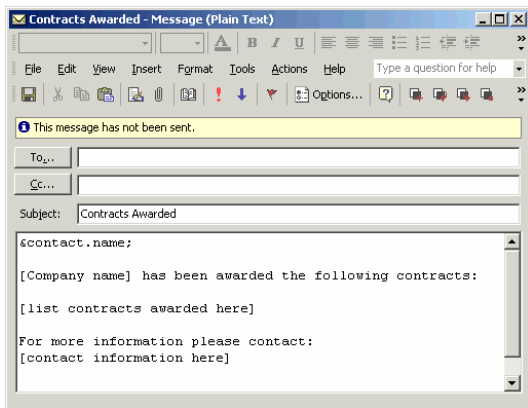 Contracts Awarded - Message (Plain Text)
A B I U
File Edit View Insert Format Tools Actions Help Type a question for help
Options...
This message has not been sent.
To...
Cc...
Subject: Contracts Awarded
&contact.name;
[Company name] has been awarded the following contracts:
[list contracts awarded here]
For more information please contact:
[contact information here]